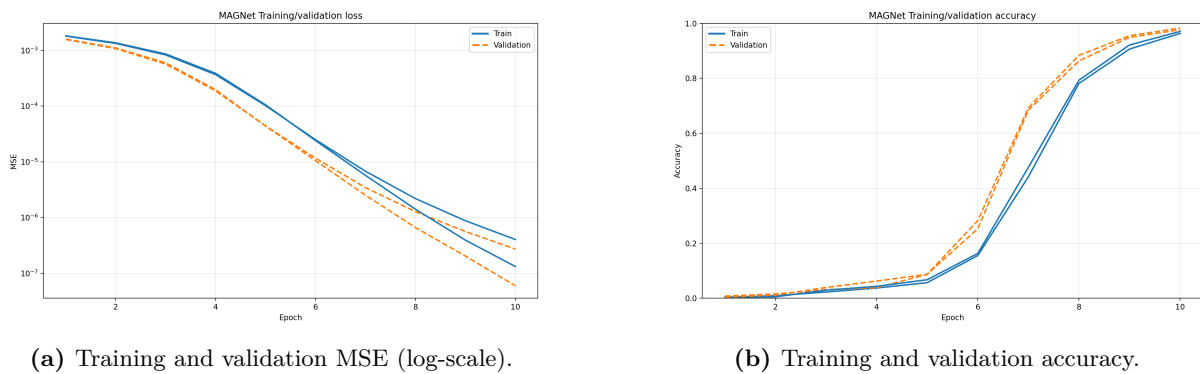 MAGNet Training/validation loss
Train
Validation
10⁻³
10⁻⁴
10⁻⁵
10⁻⁶
10⁻⁷
MSE
2 4 6 8 10
Epoch
(a) Training and validation MSE (log-scale).
MAGNet Training/validation accuracy
Train
Validation
1.0
0.8
0.6
0.4
0.2
0.0
Accuracy
2 4 6 8 10
Epoch
(b) Training and validation accuracy.